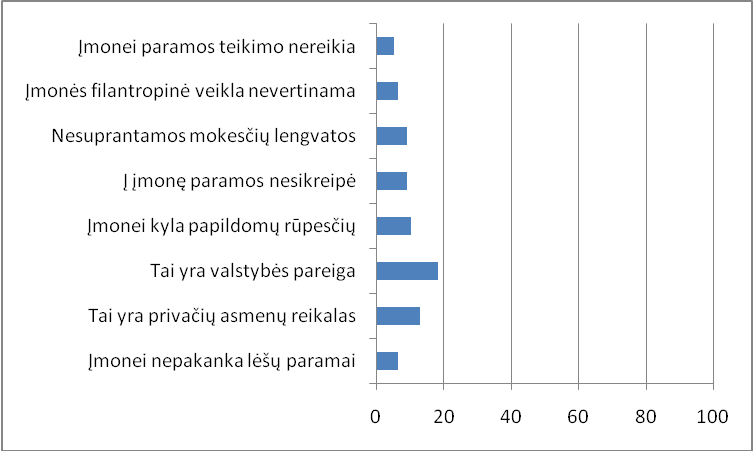 Įmonei paramos teikimo nereikia
Įmonės filantropinė veikla nevertinama
Nesuprantamos mokesčių lengvatos
Į įmonę paramos nesikreipė
Įmonei kyla papildomų rūpesčių
Tai yra valstybės pareiga
Tai yra privačių asmenų reikalas
Įmonei nepakanka lėšų paramai
0 20 40 60 80 100